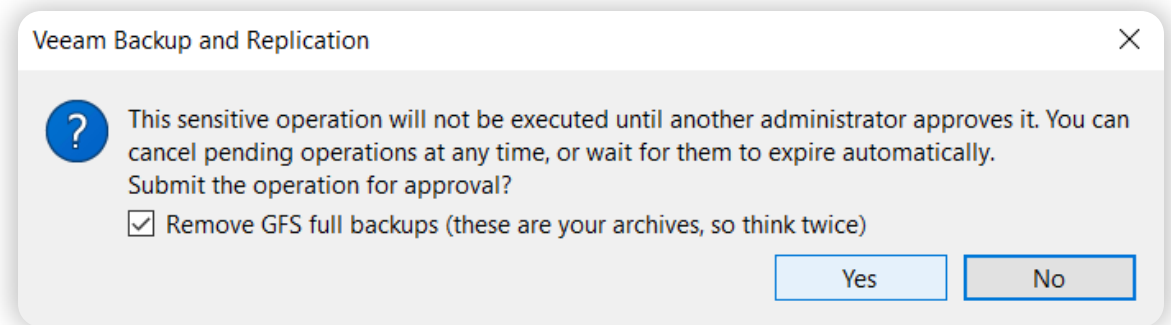 Veeam Backup and Replication
?
This sensitive operation will not be executed until another administrator approves it. You can
cancel pending operations at any time, or wait for them to expire automatically.
Submit the operation for approval?
Remove GFS full backups (these are your archives, so think twice)
Yes
No